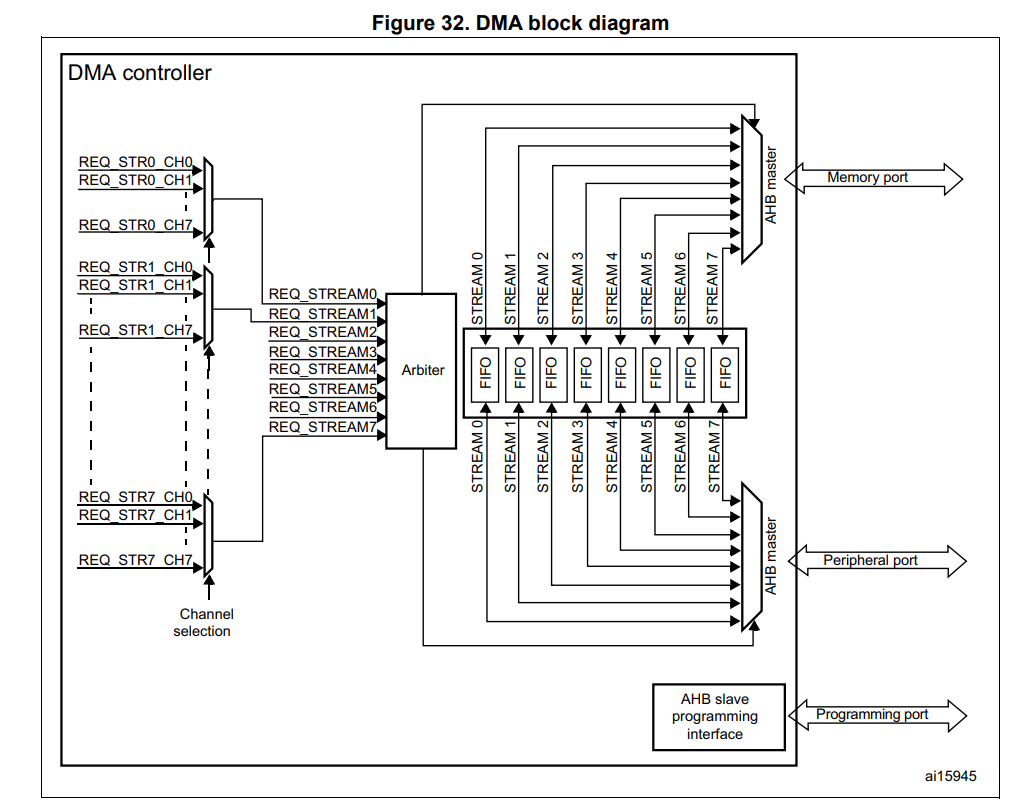 Figure 32. DMA block diagram
DMA controller
REQ_STR0_CH0
REQ_STR0_CH1
REQ_STR0_CH7
REQ_STR1_CH0
REQ_STR1_CH1
REQ_STR1_CH7
REQ_STR7_CH0
REQ_STR7_CH1
REQ_STR7_CH7
Channel
selection
REQ_STREAM0
REQ_STREAM1
REQ_STREAM2
REQ_STREAM3
REQ_STREAM4
REQ_STREAM5
REQ_STREAM6
REQ_STREAM7
Arbiter
STREAM 0
STREAM 1
STREAM 2
STREAM 3
STREAM 4
STREAM 5
STREAM 6
STREAM 7
FIFO
FIFO
FIFO
FIFO
FIFO
FIFO
FIFO
FIFO
STREAM 0
STREAM 1
STREAM 2
STREAM 3
STREAM 4
STREAM 5
STREAM 6
STREAM 7
AHB master
Memory port
AHB master
Peripheral port
AHB slave
programming
interface
Programming port
ai15945